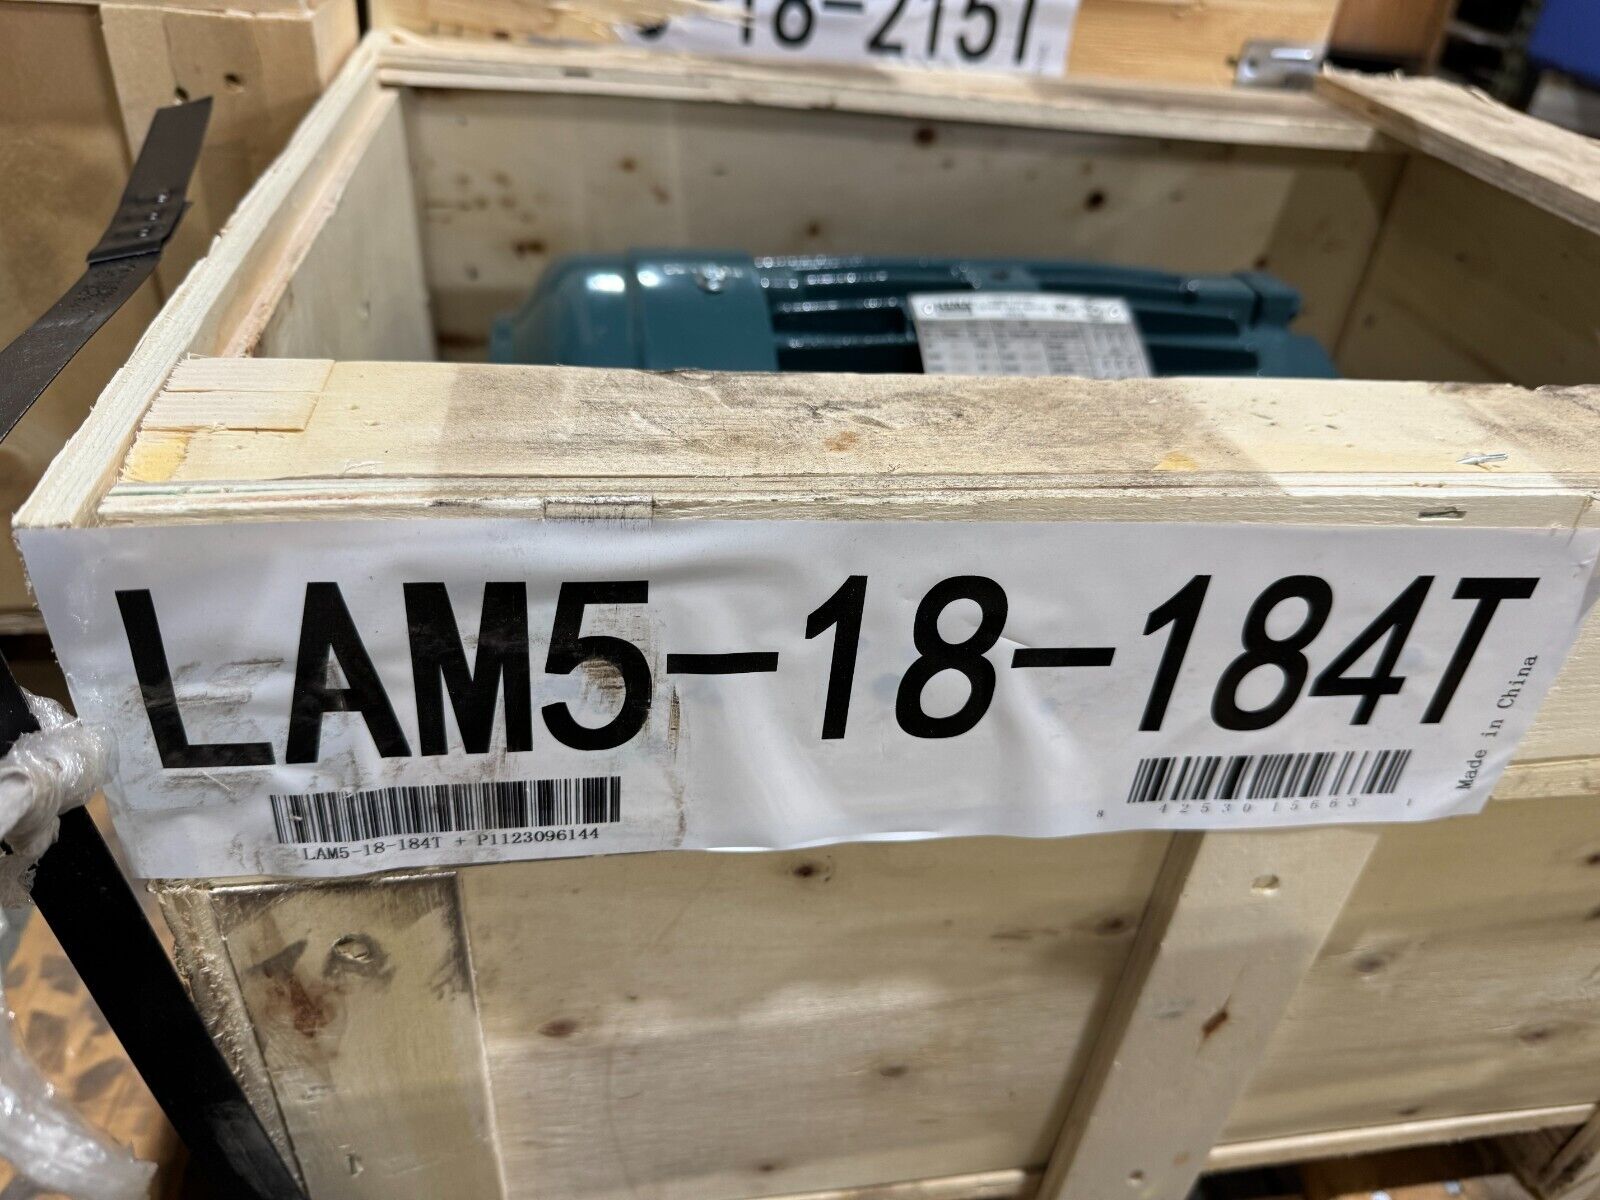 18-215T
LAM5-18-184T
LAM5-18-184T + P1123096144
8 42530 15663 1
Made in China